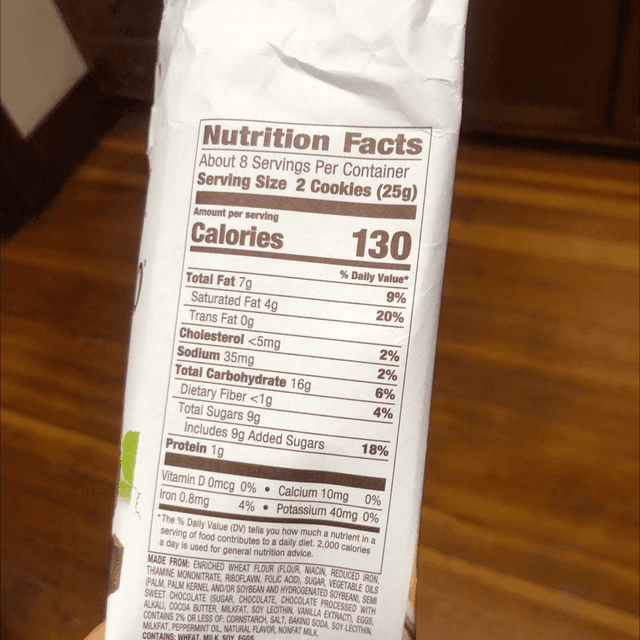 Nutrition Facts
About 8 Servings Per Container
Serving Size 2 Cookies (25g)
Amount per serving
Calories 130
% Daily Value*
Total Fat 7g 9%
Saturated Fat 4g 20%
Trans Fat 0g
Cholesterol <5mg 2%
Sodium 35mg 2%
Total Carbohydrate 16g 6%
Dietary Fiber <1g 4%
Total Sugars 9g
Includes 9g Added Sugars 18%
Protein 1g
Vitamin D 0mcg 0% • Calcium 10mg 0%
Iron 0.8mg 4% • Potassium 40mg 0%
*The % Daily Value (DV) tells you how much a nutrient in a
serving of food contributes to a daily diet. 2,000 calories
a day is used for general nutrition advice.
MADE FROM: ENRICHED WHEAT FLOUR (FLOUR, NIACIN, REDUCED IRON,
THIAMINE MONONITRATE, RIBOFLAVIN, FOLIC ACID), SUGAR, VEGETABLE OILS
(PALM, PALM KERNEL AND/OR SOYBEAN AND HYDROGENATED SOYBEAN), SEMI
SWEET CHOCOLATE (SUGAR, CHOCOLATE, CHOCOLATE PROCESSED WITH
ALKALI, COCOA BUTTER, MILKFAT, SOY LECITHIN, VANILLA EXTRACT), EGGS,
CONTAINS 2% OR LESS OF: CORNSTARCH, SALT, BAKING SODA, SOY LECITHIN,
MILKFAT, PEPPERMINT OIL, NATURAL FLAVOR, NONFAT MILK.
CONTAINS: WHEAT, MILK, SOY, EGGS.